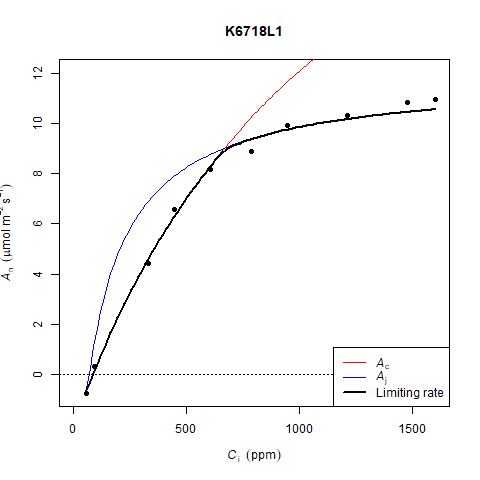 K6718L1
12
10
8
6
4
2
0
Aₙ (μmol m⁻² s⁻¹)
Ac
Aj
Limiting rate
0 500 1000 1500
Cᵢ (ppm)